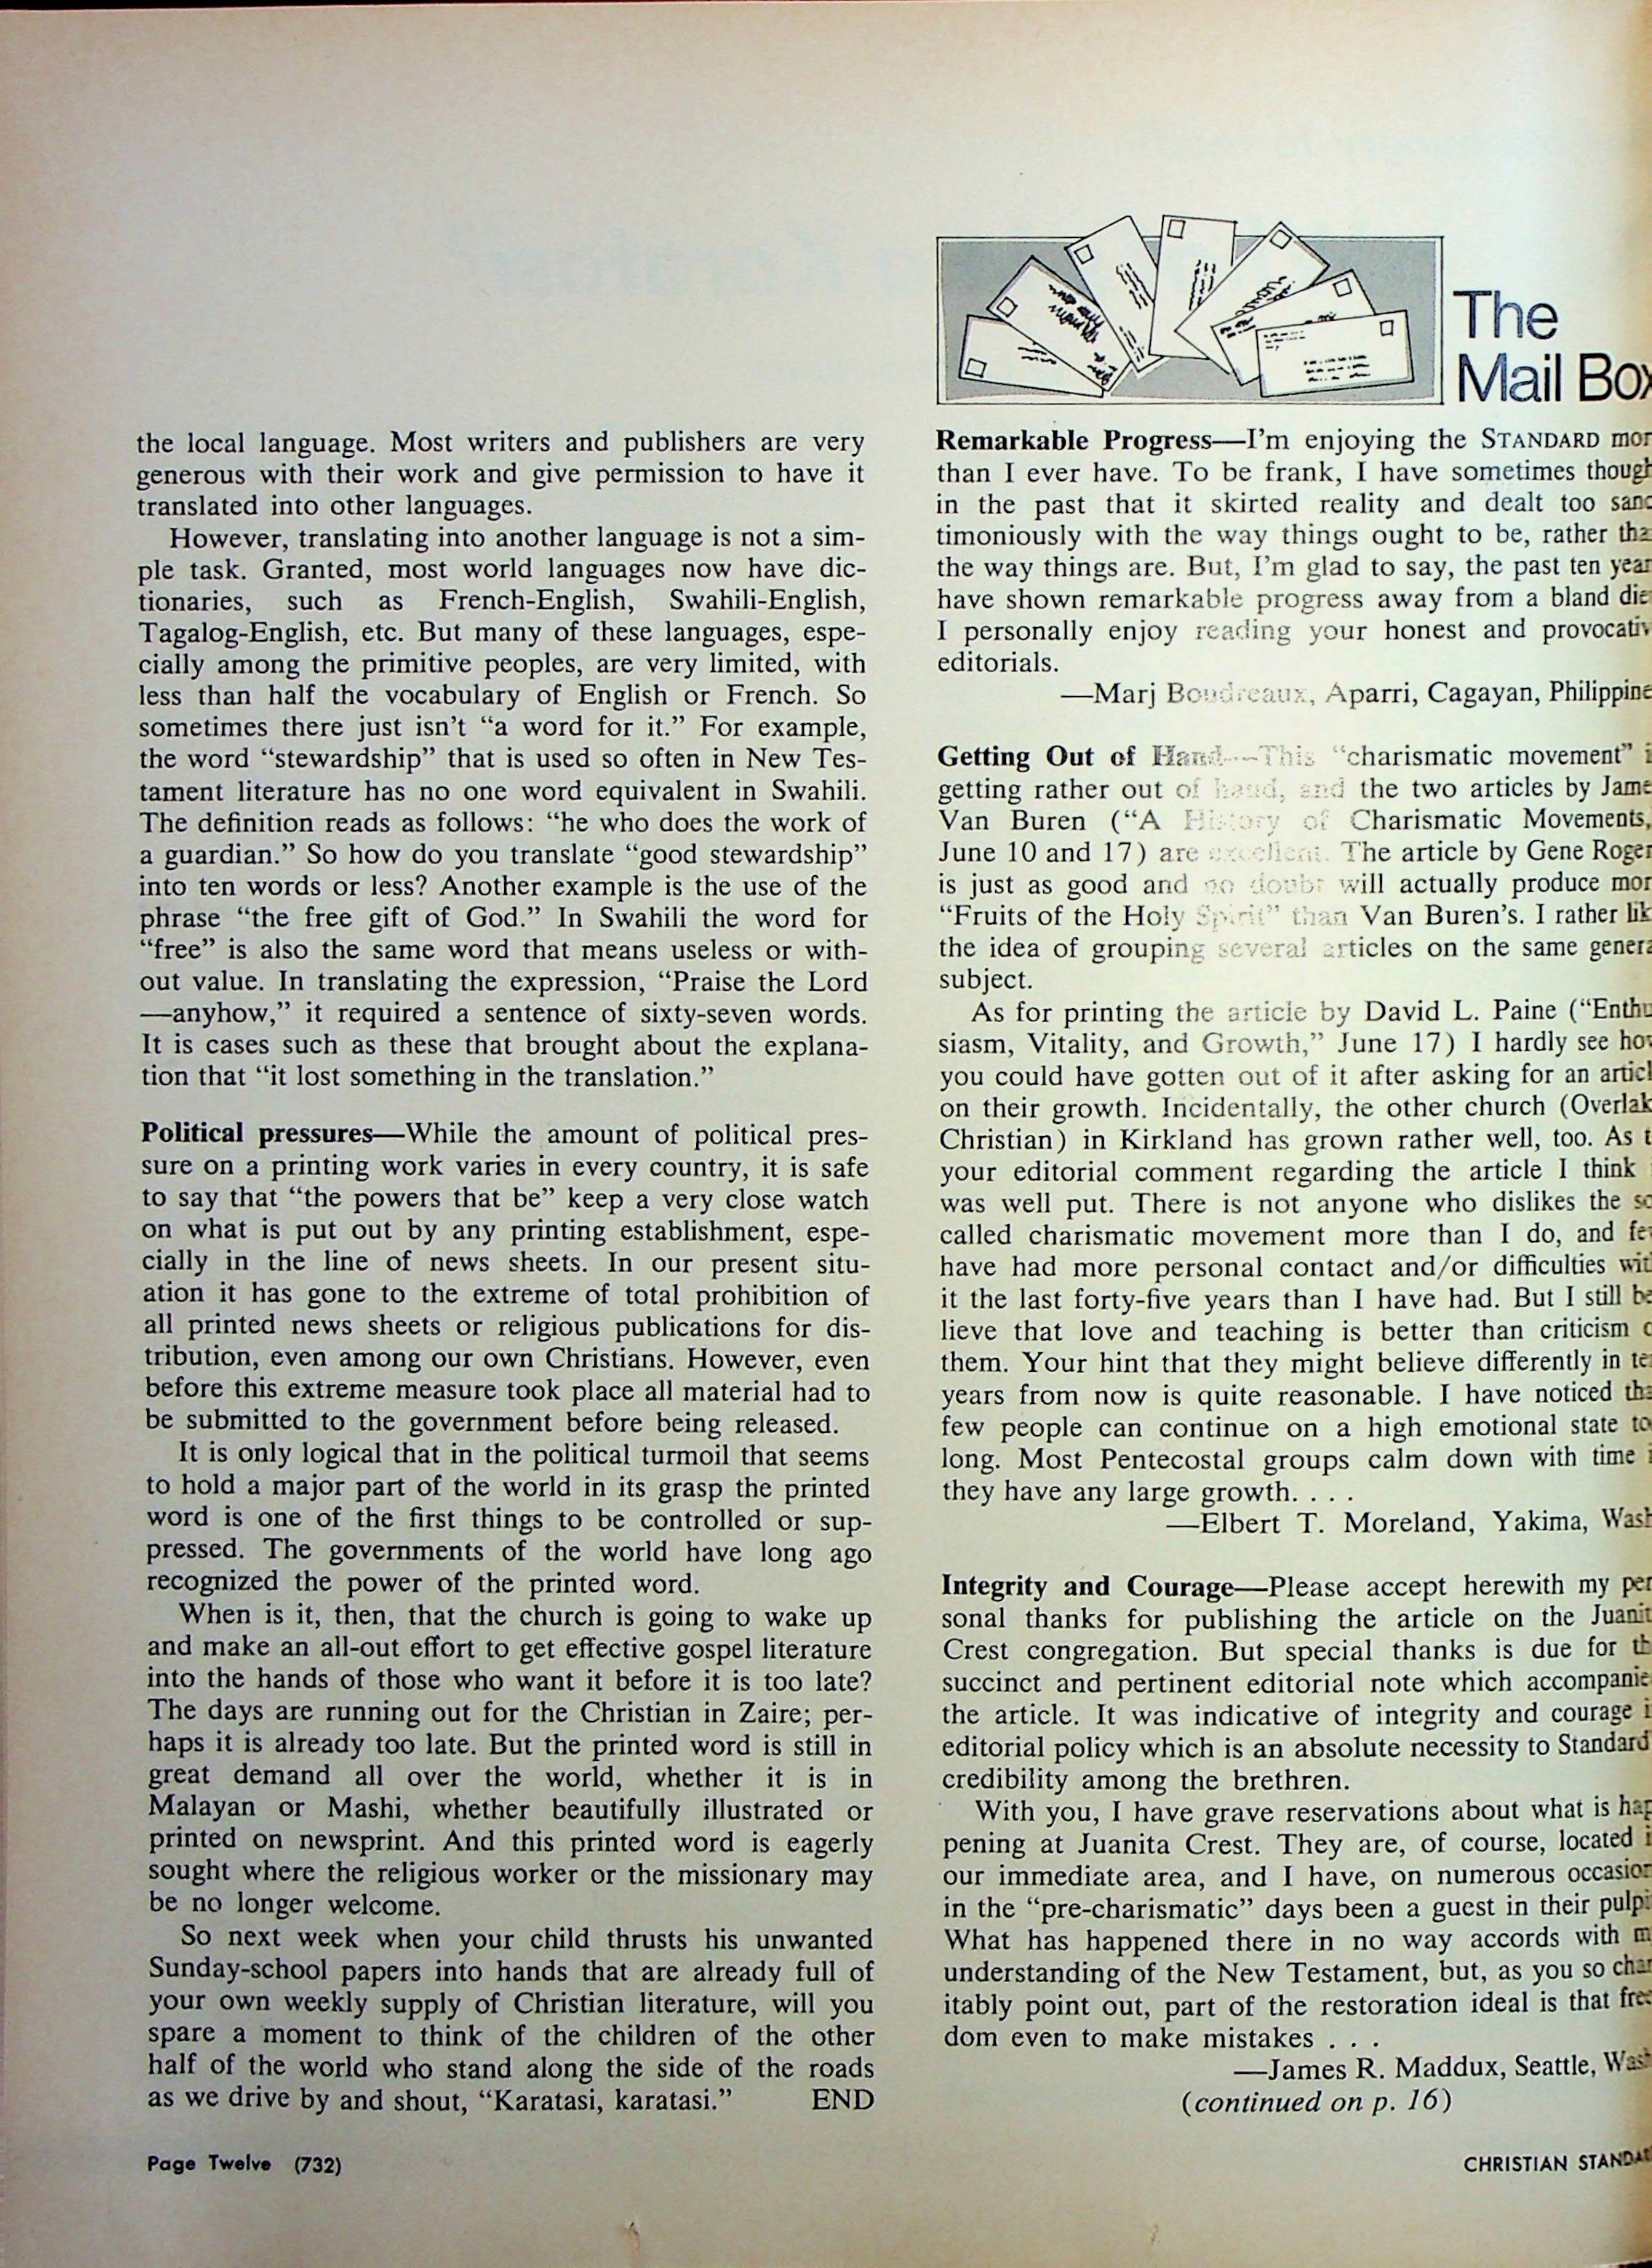 the local language. Most writers and publishers are very
generous with their work and give permission to have it
translated into other languages.
However, translating into another language is not a sim-
ple task. Granted, most world languages now have dic-
tionaries, such as French-English, Swahili-English,
Tagalog-English, etc. But many of these languages, espe-
cially among the primitive peoples, are very limited, with
less than half the vocabulary of English or French. So
sometimes there just isn't "a word for it." For example,
the word "stewardship" that is used so often in New Tes-
tament literature has no one word equivalent in Swahili.
The definition reads as follows: "he who does the work of
a guardian." So how do you translate "good stewardship"
into ten words or less? Another example is the use of the
phrase "the free gift of God." In Swahili the word for
"free" is also the same word that means useless or with-
out value. In translating the expression, "Praise the Lord
—anyhow," it required a sentence of sixty-seven words.
It is cases such as these that brought about the explana-
tion that "it lost something in the translation."
Political pressures—While the amount of political pres-
sure on a printing work varies in every country, it is safe
to say that "the powers that be" keep a very close watch
on what is put out by any printing establishment, espe-
cially in the line of news sheets. In our present situ-
ation it has gone to the extreme of total prohibition of
all printed news sheets or religious publications for dis-
tribution, even among our own Christians. However, even
before this extreme measure took place all material had to
be submitted to the government before being released.
It is only logical that in the political turmoil that seems
to hold a major part of the world in its grasp the printed
word is one of the first things to be controlled or sup-
pressed. The governments of the world have long ago
recognized the power of the printed word.
When is it, then, that the church is going to wake up
and make an all-out effort to get effective gospel literature
into the hands of those who want it before it is too late?
The days are running out for the Christian in Zaire; per-
haps it is already too late. But the printed word is still in
great demand all over the world, whether it is in
Malayan or Mashi, whether beautifully illustrated or
printed on newsprint. And this printed word is eagerly
sought where the religious worker or the missionary may
be no longer welcome.
So next week when your child thrusts his unwanted
Sunday-school papers into hands that are already full of
your own weekly supply of Christian literature, will you
spare a moment to think of the children of the other
half of the world who stand along the side of the roads
as we drive by and shout, "Karatasi, karatasi." END
Page Twelve (732)
The
Mail Box
Remarkable Progress—I'm enjoying the STANDARD mor
than I ever have. To be frank, I have sometimes though
in the past that it skirted reality and dealt too sanc
timoniously with the way things ought to be, rather tha
the way things are. But, I'm glad to say, the past ten year
have shown remarkable progress away from a bland die
I personally enjoy reading your honest and provocativ
editorials.
—Marj Boudreaux, Aparri, Cagayan, Philippine
Getting Out of Hand—This "charismatic movement" i
getting rather out of hand, and the two articles by Jame
Van Buren ("A History of Charismatic Movements,
June 10 and 17) are excellent. The article by Gene Roger
is just as good and no doubt will actually produce mor
"Fruits of the Holy Spirit" than Van Buren's. I rather lik
the idea of grouping several articles on the same genera
subject.
As for printing the article by David L. Paine ("Enthu
siasm, Vitality, and Growth," June 17) I hardly see ho
you could have gotten out of it after asking for an articl
on their growth. Incidentally, the other church (Overlak
Christian) in Kirkland has grown rather well, too. As t
your editorial comment regarding the article I think
was well put. There is not anyone who dislikes the so
called charismatic movement more than I do, and fe
have had more personal contact and/or difficulties wit
it the last forty-five years than I have had. But I still be
lieve that love and teaching is better than criticism o
them. Your hint that they might believe differently in te
years from now is quite reasonable. I have noticed tha
few people can continue on a high emotional state to
long. Most Pentecostal groups calm down with time i
they have any large growth. . . .
—Elbert T. Moreland, Yakima, Wash
Integrity and Courage—Please accept herewith my per
sonal thanks for publishing the article on the Juanit
Crest congregation. But special thanks is due for th
succinct and pertinent editorial note which accompanie
the article. It was indicative of integrity and courage i
editorial policy which is an absolute necessity to Standard
credibility among the brethren.
With you, I have grave reservations about what is hap
pening at Juanita Crest. They are, of course, located i
our immediate area, and I have, on numerous occasion
in the "pre-charismatic" days been a guest in their pulpi
What has happened there in no way accords with m
understanding of the New Testament, but, as you so char
itably point out, part of the restoration ideal is that free
dom even to make mistakes . . .
—James R. Maddux, Seattle, Wash
(continued on p. 16)
CHRISTIAN STANDAR